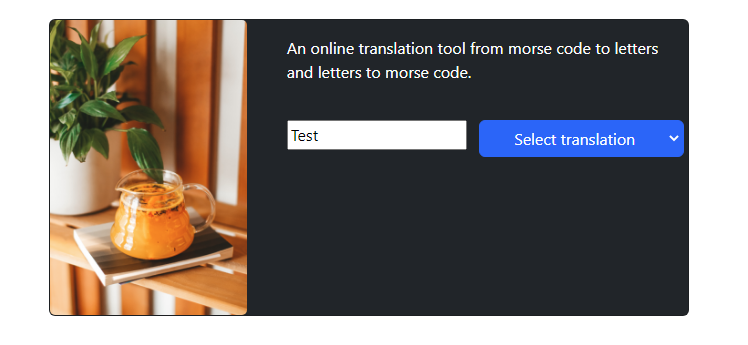 An online translation tool from morse code to letters
and letters to morse code.
Test
Select translation